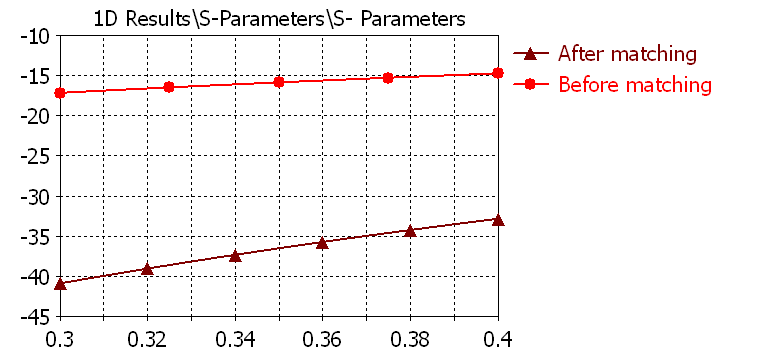 1D Results\S-Parameters\S- Parameters
-10
-15
-20
-25
-30
-35
-40
-45
0.3 0.32 0.34 0.36 0.38 0.4
After matching
Before matching